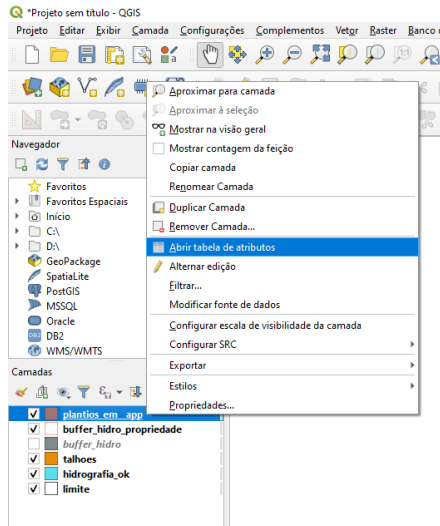 *Projeto sem título - QGIS
Projeto Editar Exibir Camada Configurações Complementos Vetor Raster Banco
Aproximar para camada
Aproximar à seleção
Mostrar na visão geral
Mostrar contagem da feição
Copiar camada
Renomear Camada
Duplicar Camada
Remover Camada...
Abrir tabela de atributos
Alternar edição
Filtrar...
Modificar fonte de dados
Configurar escala de visibilidade da camada
Configurar SRC
Exportar
Estilos
Propriedades...
Navegador
Favoritos
Favoritos Espaciais
Início
C:\
D:\
GeoPackage
SpatiaLite
PostGIS
MSSQL
Oracle
DB2
WMS/WMTS
Camadas
plantios_em_app
buffer_hidro_propriedade
buffer_hidro
talhoes
hidrografia_ok
limite